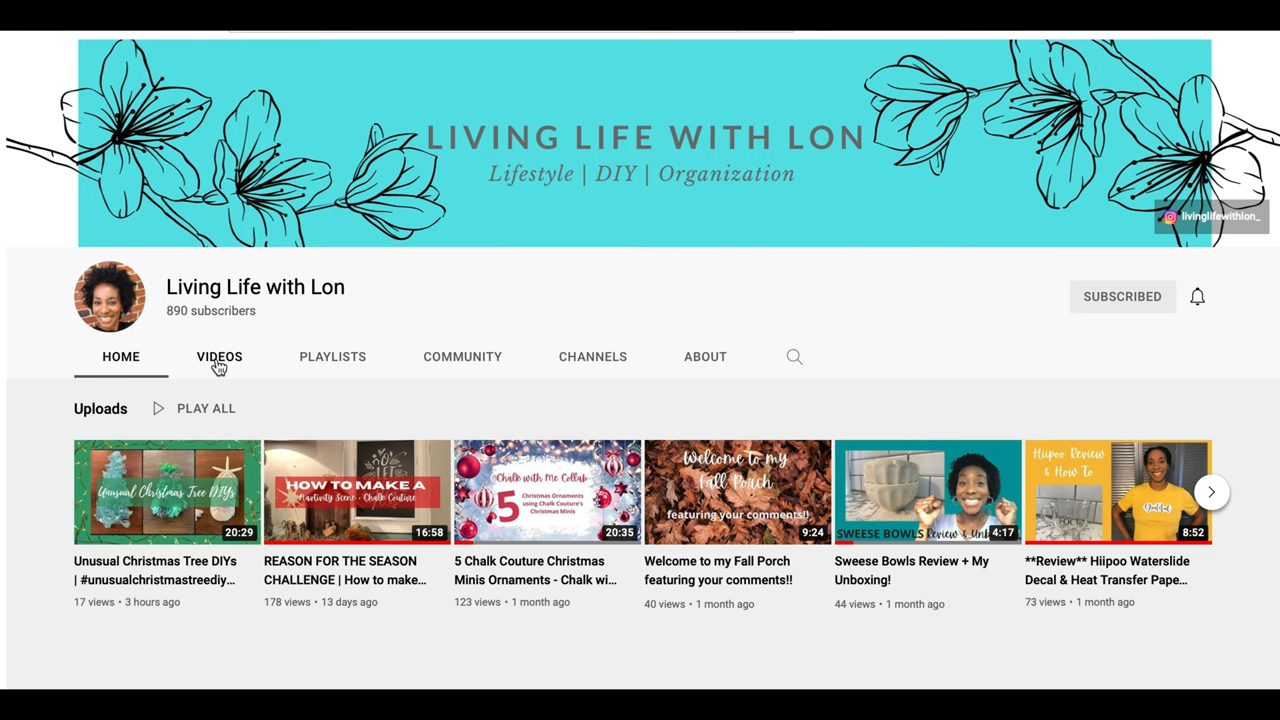 LIVING LIFE WITH LON
Lifestyle | DIY | Organization
livinglifewithlon_
Living Life with Lon
890 subscribers
SUBSCRIBED
HOME VIDEOS PLAYLISTS COMMUNITY CHANNELS ABOUT
Uploads PLAY ALL
Unusual Christmas Tree DIYs
20:29
HOW TO MAKE A
Nativity Scene - Chalk Couture
16:58
Chalk with Me Collab
5 Christmas Ornaments
using Chalk Couture's
Christmas Minis
20:35
Welcome to my
Fall Porch
featuring your comments!!
9:24
SWEESE BOWLS Review & Unb
4:17
Hiipoo Review
& How To
8:52
Unusual Christmas Tree DIYs
| #unusualchristmastreediy...
17 views • 3 hours ago
REASON FOR THE SEASON
CHALLENGE | How to make...
178 views • 13 days ago
5 Chalk Couture Christmas
Minis Ornaments - Chalk wi...
123 views • 1 month ago
Welcome to my Fall Porch
featuring your comments!!
40 views • 1 month ago
Sweese Bowls Review + My
Unboxing!
44 views • 1 month ago
**Review** Hiipoo Waterslide
Decal & Heat Transfer Pape...
73 views • 1 month ago